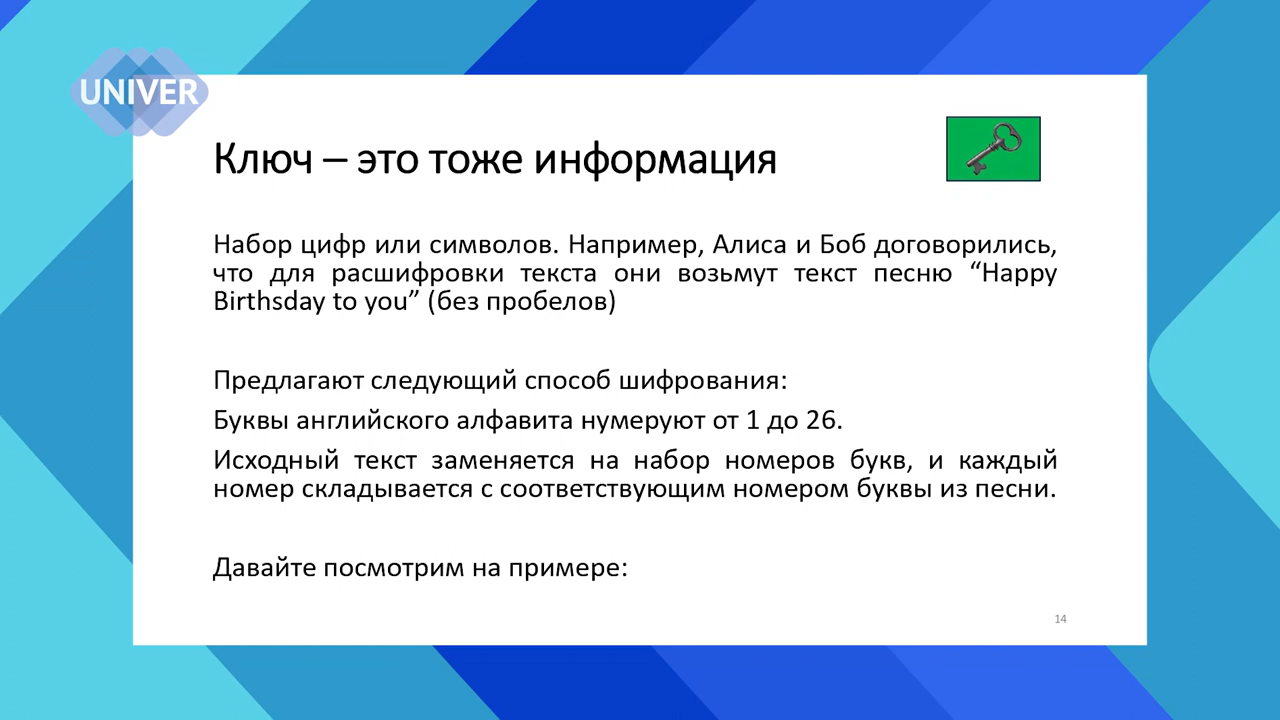 UNIVER
Ключ – это тоже информация
Набор цифр или символов. Например, Алиса и Боб договорились,
что для расшифровки текста они возьмут текст песню “Happy
Birthsday to you” (без пробелов)
Предлагают следующий способ шифрования:
Буквы английского алфавита нумеруют от 1 до 26.
Исходный текст заменяется на набор номеров букв, и каждый
номер складывается с соответствующим номером буквы из песни.
Давайте посмотрим на примере:
14